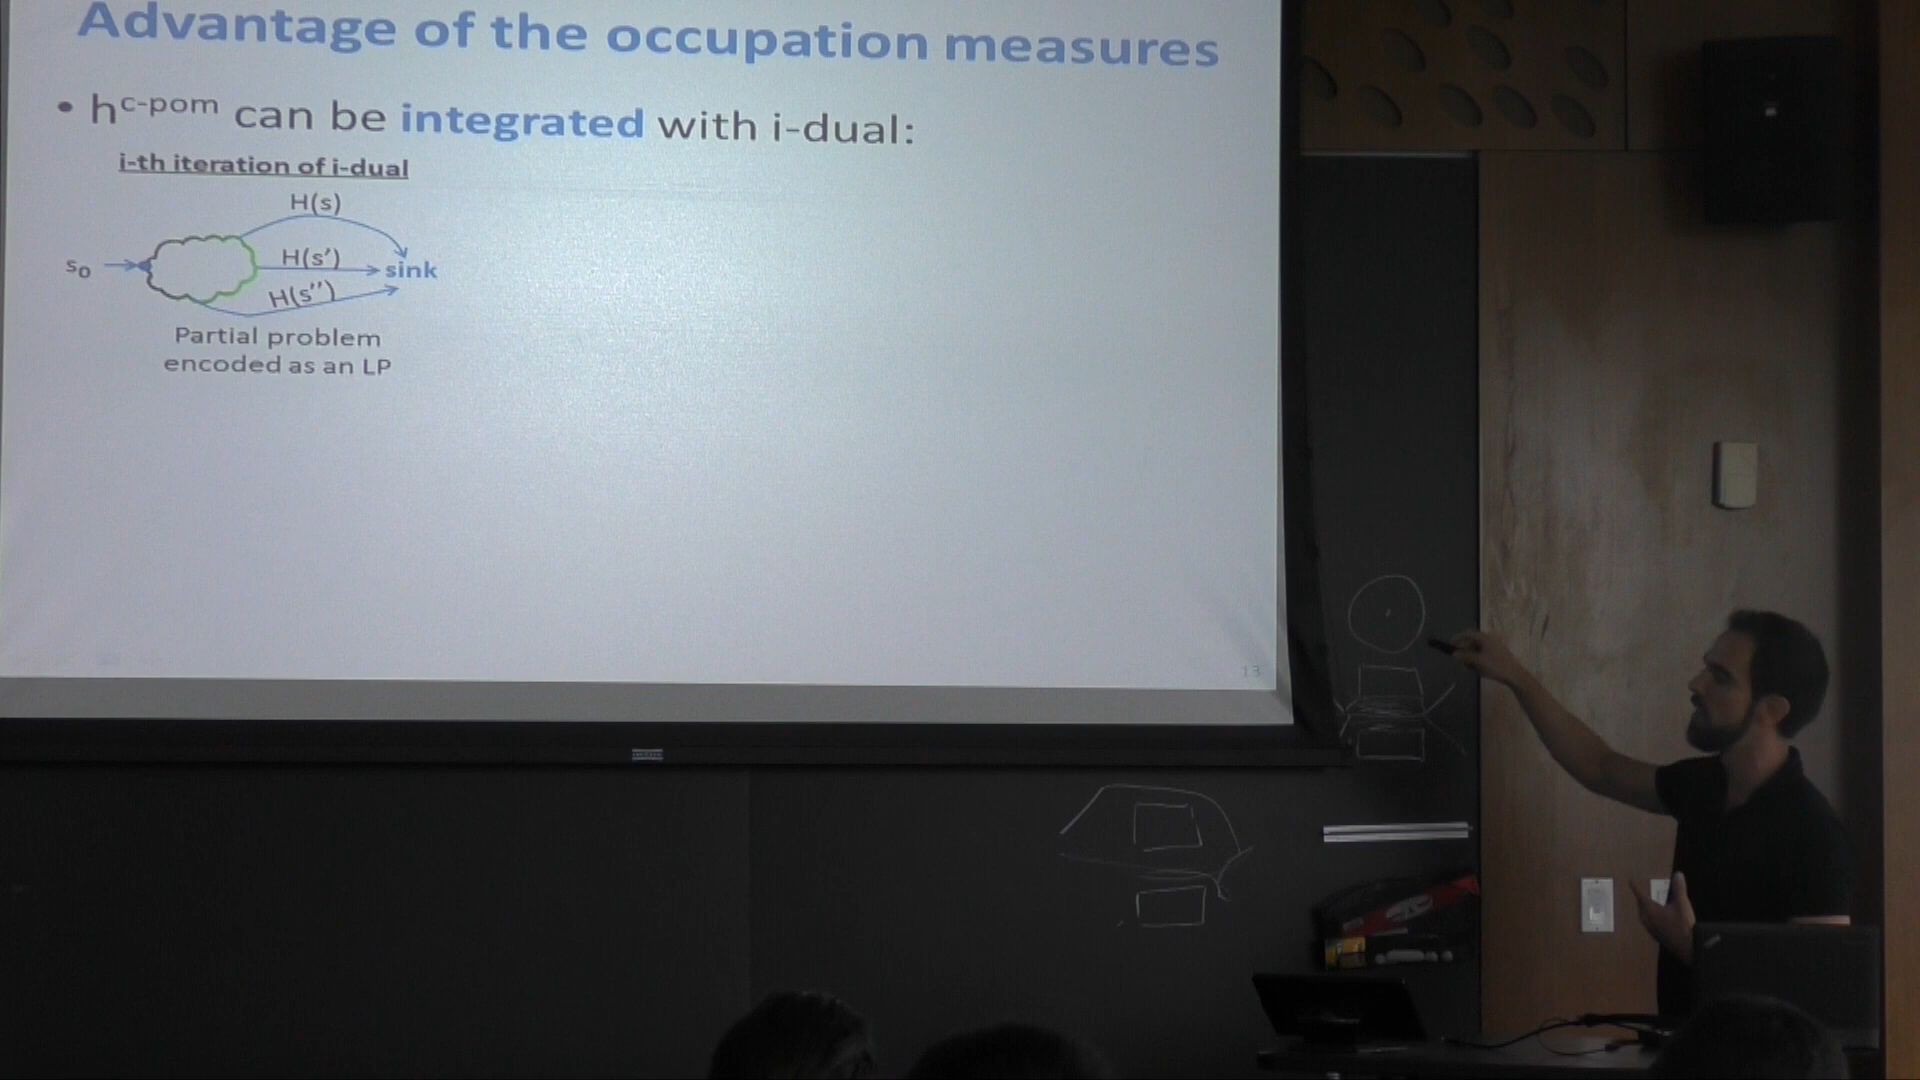 Advantage of the occupation measures
• h^c-pom can be integrated with i-dual:
i-th iteration of i-dual
H(s)
s₀
H(s′)
sink
H(s′′)
Partial problem
encoded as an LP
13